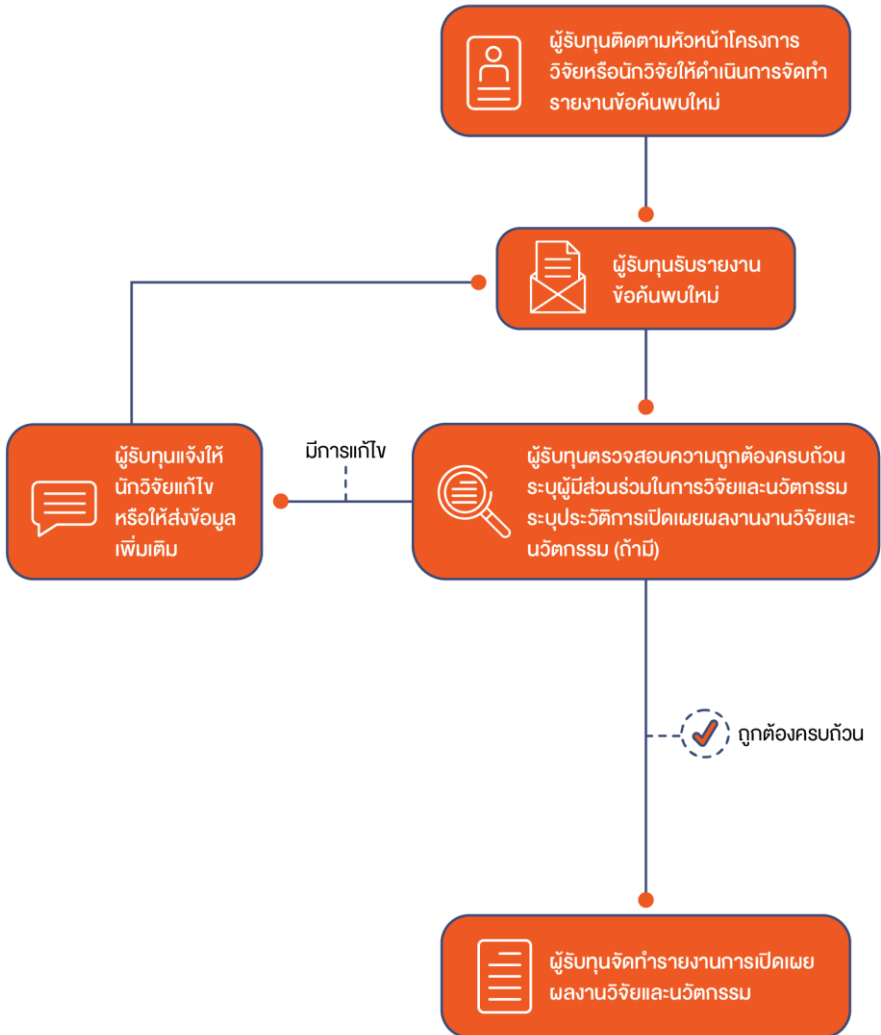 ผู้รับทุนติดตามหัวหน้าโครงการ
วิจัยหรือนักวิจัยให้ดำเนินการจัดทำ
รายงานข้อค้นพบใหม่
ผู้รับทุนรับรายงาน
ข้อค้นพบใหม่
ผู้รับทุนแจ้งให้
นักวิจัยแก้ไข
หรือให้ส่งข้อมูล
เพิ่มเติม
มีการแก้ไข
ผู้รับทุนตรวจสอบความถูกต้องครบถ้วน
ระบุผู้มีส่วนร่วมในการวิจัยและนวัตกรรม
ระบุประวัติการเปิดเผยผลงานงานวิจัยและ
นวัตกรรม (ถ้ามี)
ถูกต้องครบถ้วน
ผู้รับทุนจัดทำรายงานการเปิดเผย
ผลงานวิจัยและนวัตกรรม